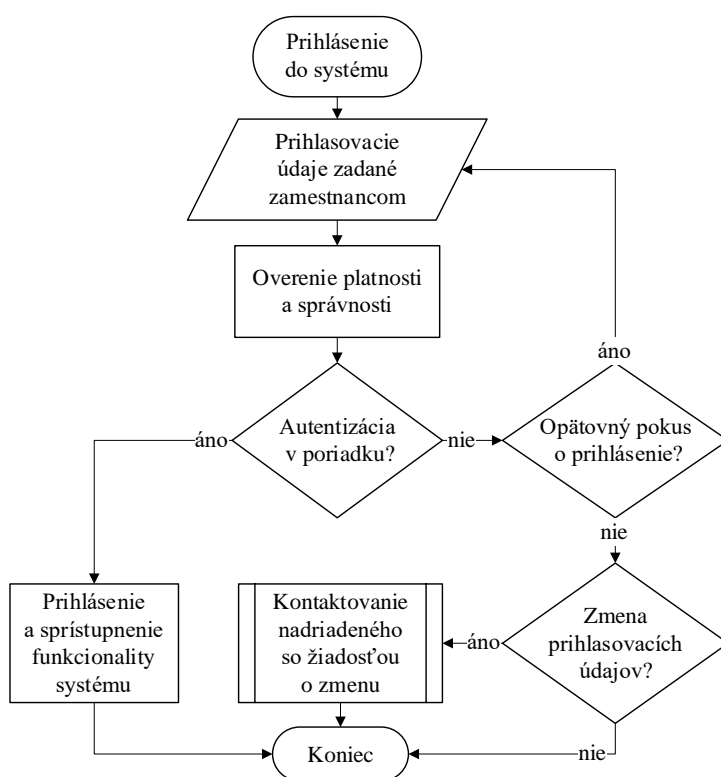 Prihlásenie
do systému
Prihlasovacie
údaje zadané
zamestnancom
Overenie platnosti
a správnosti
áno
áno
Autentizácia
v poriadku?
nie
Opätovný pokus
o prihlásenie?
nie
Prihlásenie
a sprístupnenie
funkcionality
systému
Kontaktovanie
nadriadeného
so žiadosťou
o zmenu
áno
Zmena
prihlasovacích
údajov?
Koniec
nie